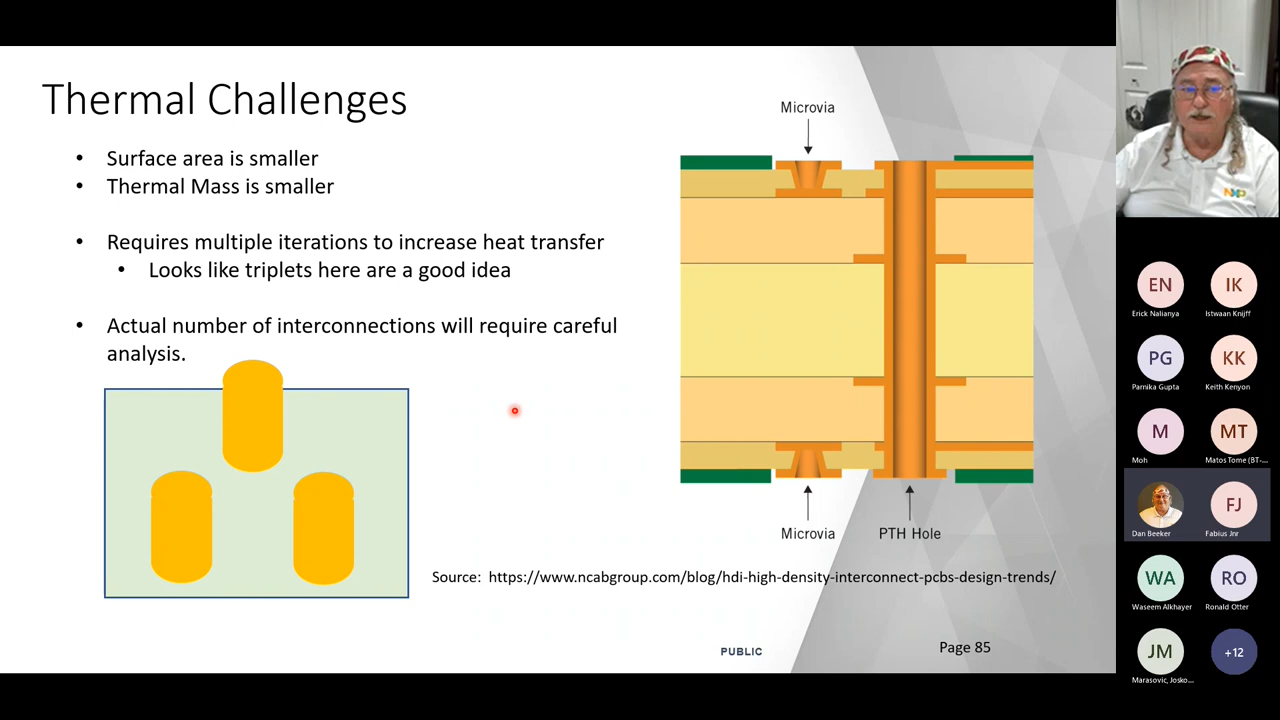 Thermal Challenges
• Surface area is smaller
• Thermal Mass is smaller
• Requires multiple iterations to increase heat transfer
• Looks like triplets here are a good idea
• Actual number of interconnections will require careful
analysis.
Microvia
Microvia
PTH Hole
Source: https://www.ncabgroup.com/blog/hdi-high-density-interconnect-pcbs-design-trends/
PUBLIC
Page 85
NXP
EN
IK
Erick Nalianya
Istwaan Knijff
PG
KK
Parnika Gupta
Keith Kenyon
M
MT
Moh
Matos Tome (BT-...
FJ
Dan Beeker
Fabius Jnr
WA
RO
Waseem Alkhayer
Ronald Otter
JM
+12
Marasovic, Josko...